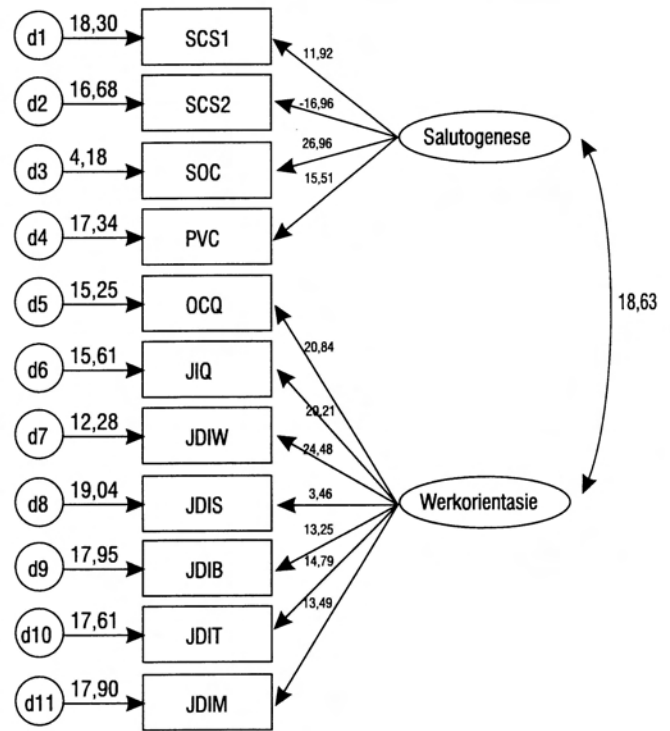 d1 18,30 SCS1
11,92
d2 16,68 SCS2
-16,96
Salutogenese
d3 4,18 SOC
26,96
15,51
d4 17,34 PVC
d5 15,25 OCQ
18,63
20,84
d6 15,61 JIQ
20,21
d7 12,28 JDIW
24,48
d8 19,04 JDIS
3,46
Werkorientasie
d9 17,95 JDIB
13,25
14,79
d10 17,61 JDIT
13,49
d11 17,90 JDIM